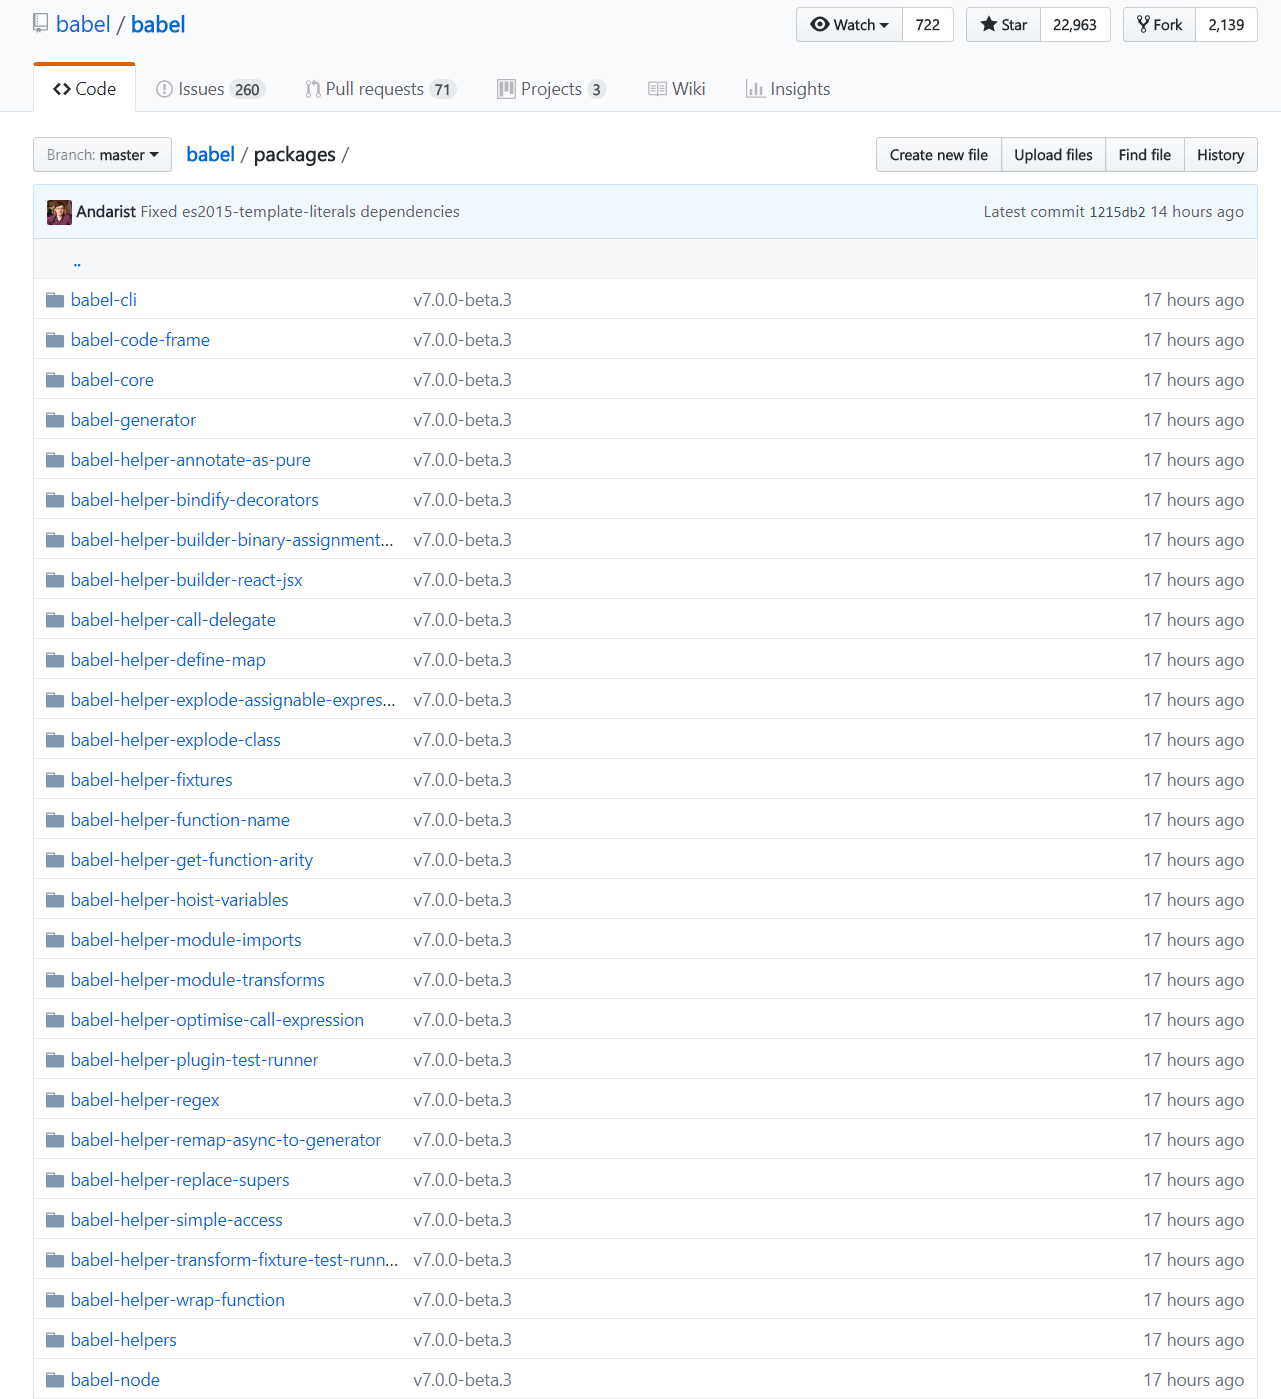 babel / babel
Watch 722 Star 22,963 Fork 2,139
Code Issues 260 Pull requests 71 Projects 3 Wiki Insights
Branch: master babel / packages / Create new file Upload files Find file History
Andarist Fixed es2015-template-literals dependencies Latest commit 1215db2 14 hours ago
..
babel-cli v7.0.0-beta.3 17 hours ago
babel-code-frame v7.0.0-beta.3 17 hours ago
babel-core v7.0.0-beta.3 17 hours ago
babel-generator v7.0.0-beta.3 17 hours ago
babel-helper-annotate-as-pure v7.0.0-beta.3 17 hours ago
babel-helper-bindify-decorators v7.0.0-beta.3 17 hours ago
babel-helper-builder-binary-assignment... v7.0.0-beta.3 17 hours ago
babel-helper-builder-react-jsx v7.0.0-beta.3 17 hours ago
babel-helper-call-delegate v7.0.0-beta.3 17 hours ago
babel-helper-define-map v7.0.0-beta.3 17 hours ago
babel-helper-explode-assignable-expres... v7.0.0-beta.3 17 hours ago
babel-helper-explode-class v7.0.0-beta.3 17 hours ago
babel-helper-fixtures v7.0.0-beta.3 17 hours ago
babel-helper-function-name v7.0.0-beta.3 17 hours ago
babel-helper-get-function-arity v7.0.0-beta.3 17 hours ago
babel-helper-hoist-variables v7.0.0-beta.3 17 hours ago
babel-helper-module-imports v7.0.0-beta.3 17 hours ago
babel-helper-module-transforms v7.0.0-beta.3 17 hours ago
babel-helper-optimise-call-expression v7.0.0-beta.3 17 hours ago
babel-helper-plugin-test-runner v7.0.0-beta.3 17 hours ago
babel-helper-regex v7.0.0-beta.3 17 hours ago
babel-helper-remap-async-to-generator v7.0.0-beta.3 17 hours ago
babel-helper-replace-supers v7.0.0-beta.3 17 hours ago
babel-helper-simple-access v7.0.0-beta.3 17 hours ago
babel-helper-transform-fixture-test-runn... v7.0.0-beta.3 17 hours ago
babel-helper-wrap-function v7.0.0-beta.3 17 hours ago
babel-helpers v7.0.0-beta.3 17 hours ago
babel-node v7.0.0-beta.3 17 hours ago